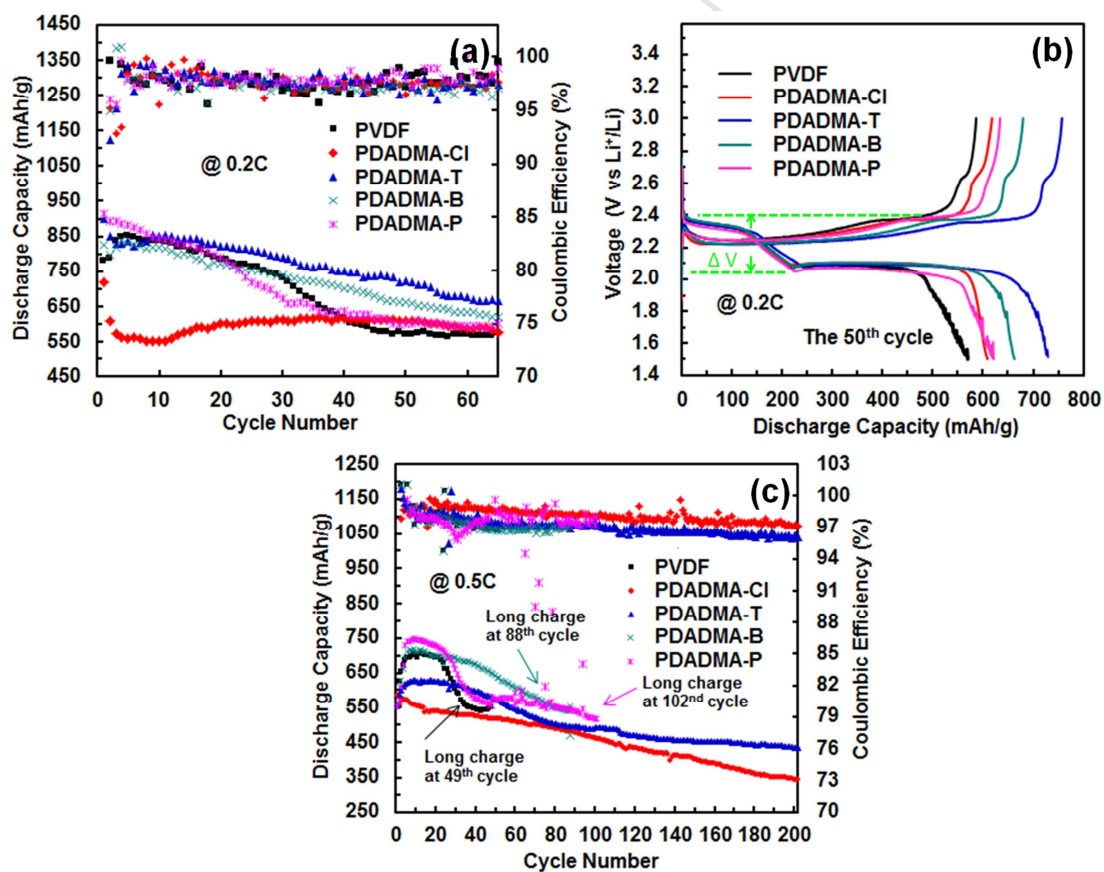 (a)
Discharge Capacity (mAh/g)
1450
1350
1250
1150
1050
950
850
750
650
550
450
@ 0.2C
PVDF
PDADMA-Cl
PDADMA-T
PDADMA-B
PDADMA-P
100
95
90
85
80
75
70
Coulombic Efficiency (%)
0 10 20 30 40 50 60
Cycle Number
(b)
Voltage (V vs Li⁺/Li)
3.4
3.0
2.6
2.4
2.2
2.0
1.8
1.4
PVDF
PDADMA-Cl
PDADMA-T
PDADMA-B
PDADMA-P
Δ V
@ 0.2C
The 50th cycle
0 100 200 300 400 500 600 700 800
Discharge Capacity (mAh/g)
(c)
Discharge Capacity (mAh/g)
1250
1150
1050
950
850
750
650
550
450
350
250
@ 0.5C
PVDF
PDADMA-Cl
PDADMA-T
PDADMA-B
PDADMA-P
Long charge
at 88th cycle
Long charge
at 102nd cycle
Long charge
at 49th cycle
103
100
97
94
91
88
85
82
79
76
73
70
Coulombic Efficiency (%)
0 20 40 60 80 100 120 140 160 180 200
Cycle Number